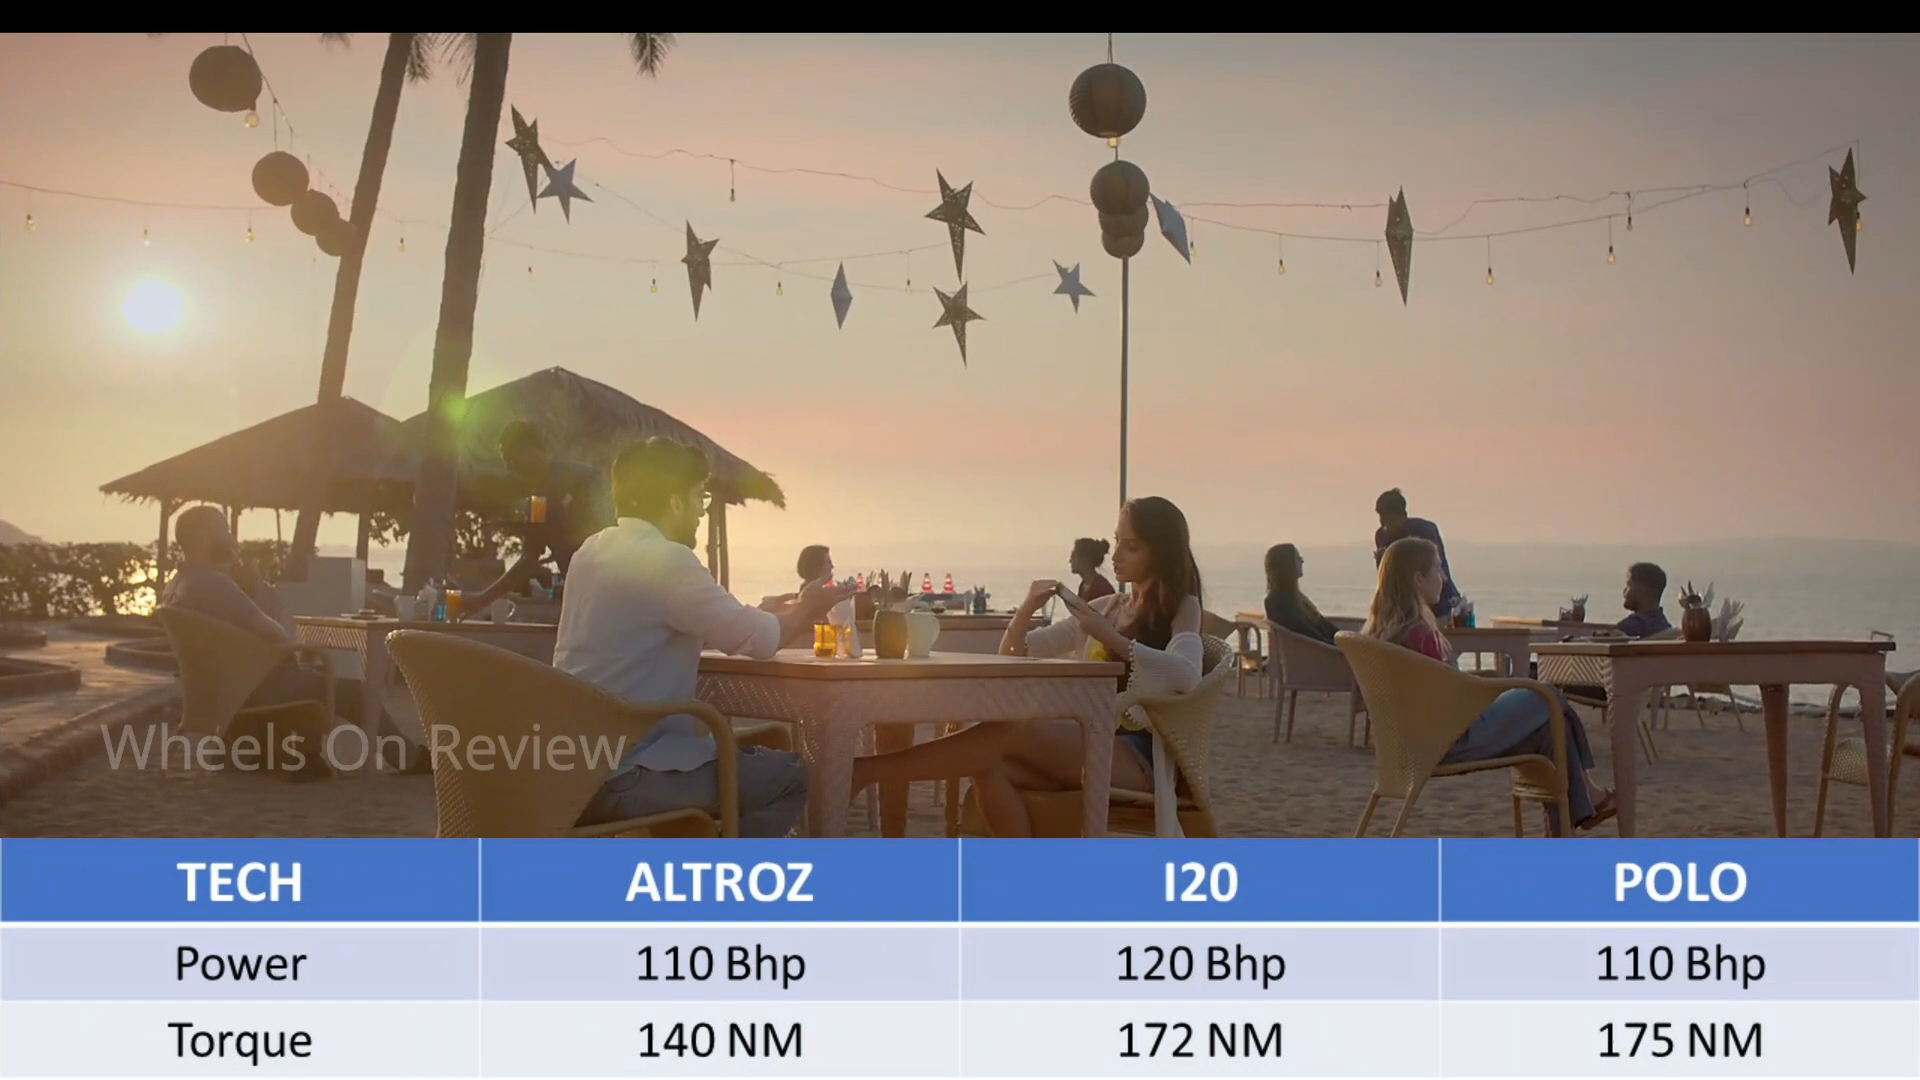 Wheels On Review
TECH ALTROZ I20 POLO
Power 110 Bhp 120 Bhp 110 Bhp
Torque 140 NM 172 NM 175 NM